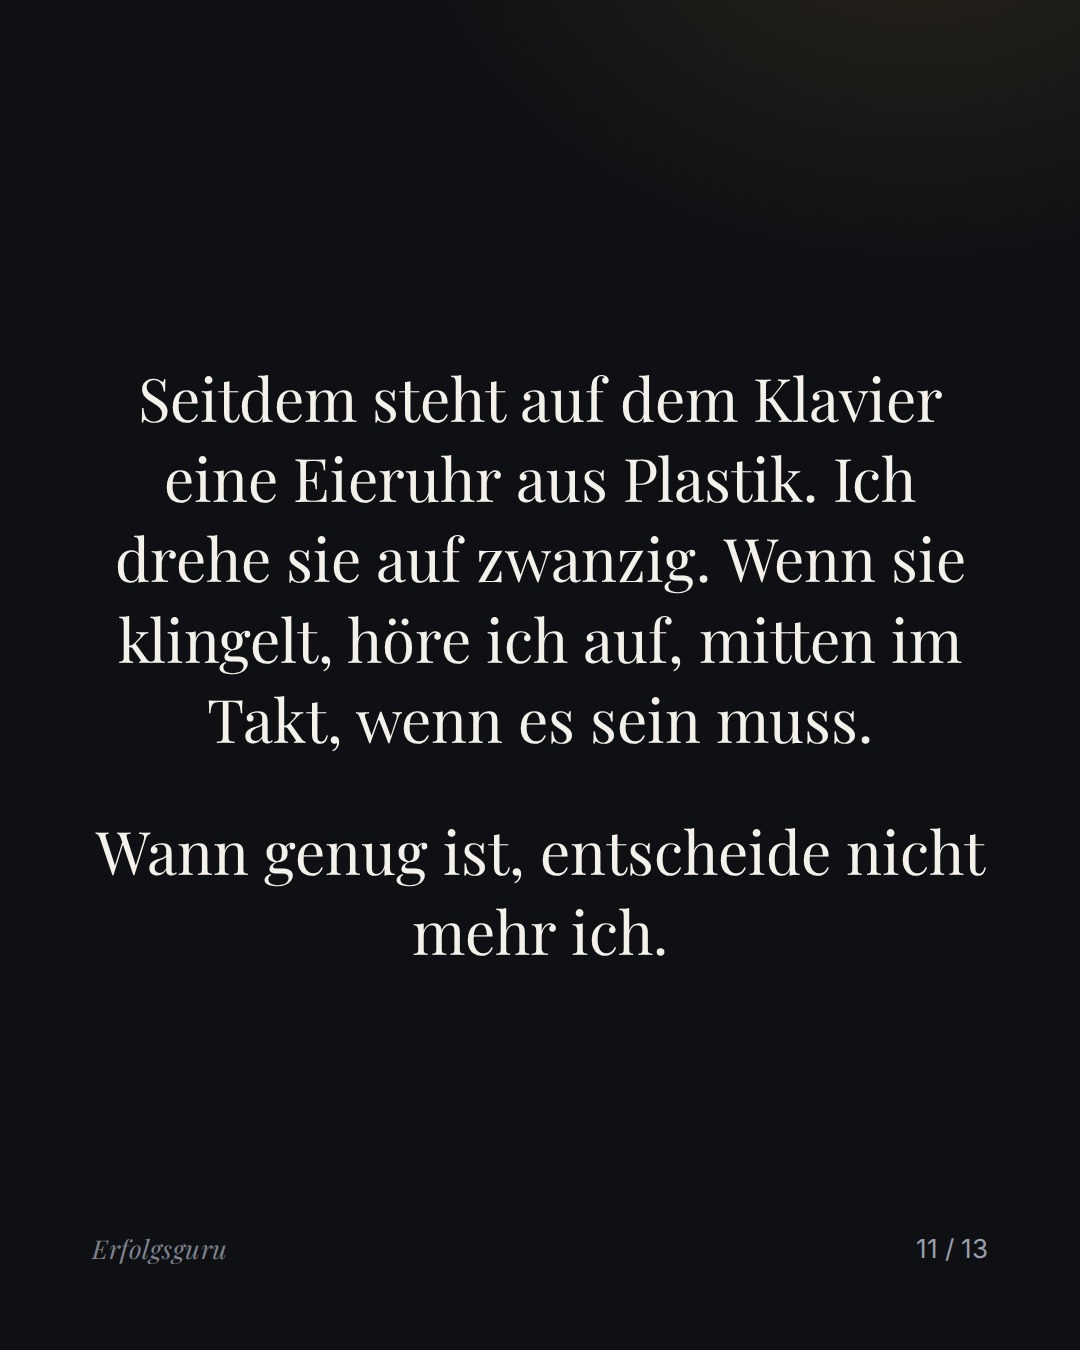 Seitdem steht auf dem Klavier
eine Eieruhr aus Plastik. Ich
drehe sie auf zwanzig. Wenn sie
klingelt, höre ich auf, mitten im
Takt, wenn es sein muss.
Wann genug ist, entscheide nicht
mehr ich.
Erfolgsguru
11 / 13